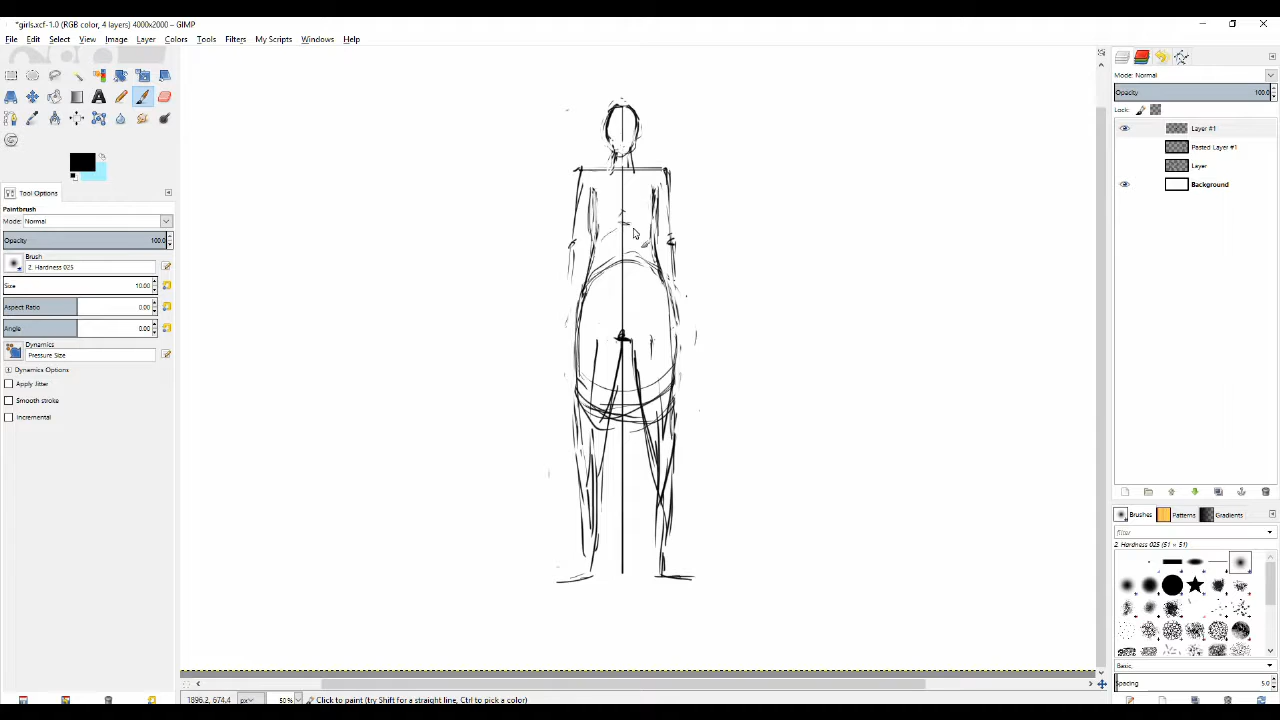 *girls.xcf-1.0 (RGB color, 4 layers) 4000x2000 – GIMP
File Edit Select View Image Layer Colors Tools Filters My Scripts Windows Help
Tool Options
Paintbrush
Mode: Normal
Opacity 100.0
Brush
2. Hardness 025
Size 10.00
Aspect Ratio 0.00
Angle 0.00
Dynamics
Pressure Size
Dynamics Options
Apply Jitter
Smooth stroke
Incremental
1896.2, 674.4 px 50% Click to paint (try Shift for a straight line, Ctrl to pick a color)
Mode: Normal
Opacity 100.0
Lock:
Layer #1
Pasted Layer #1
Layer
Background
Brushes Patterns Gradients
filter
2. Hardness 025 (51 × 51)
Basic,
Spacing 5.0